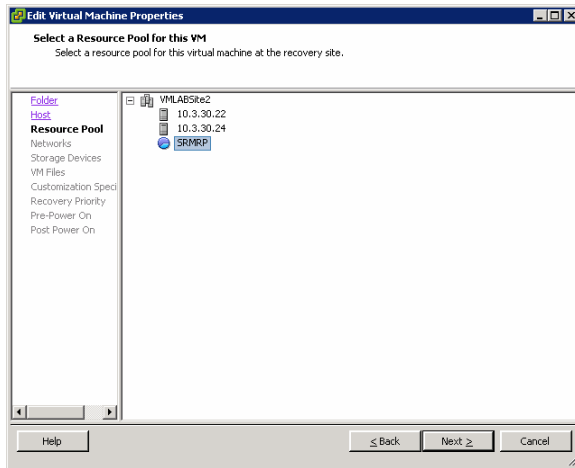 Edit Virtual Machine Properties
Select a Resource Pool for this VM
Select a resource pool for this virtual machine at the recovery site.
Folder
Host
Resource Pool
Networks
Storage Devices
VM Files
Customization Speci
Recovery Priority
Pre-Power On
Post Power On
VMLABSite2
10.3.30.22
10.3.30.24
SRMRP
Help
< Back
Next >
Cancel